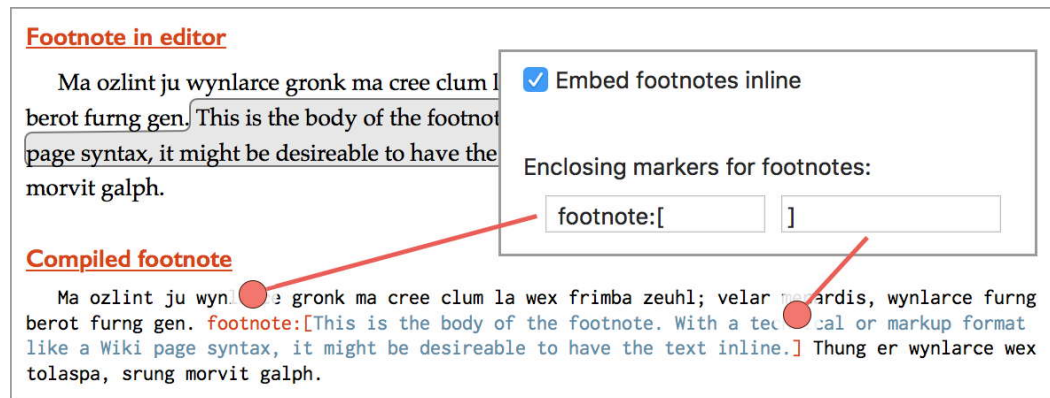 Footnote in editor
Ma ozlint ju wynlarce gronk ma cree clum l
berot furng gen. This is the body of the footnot
page syntax, it might be desireable to have the
morvit galph.
Embed footnotes inline
Enclosing markers for footnotes:
footnote:[ ]
Compiled footnote
Ma ozlint ju gronk ma cree clum la wex frimba zeuhl; velar wynlarce furng
berot furng gen. footnote:[This is the body of the footnote. With a or markup format
like a Wiki page syntax, it might be desireable to have the text inline.] Thung er wynlarce wex
tolaspa, srung morvit galph.